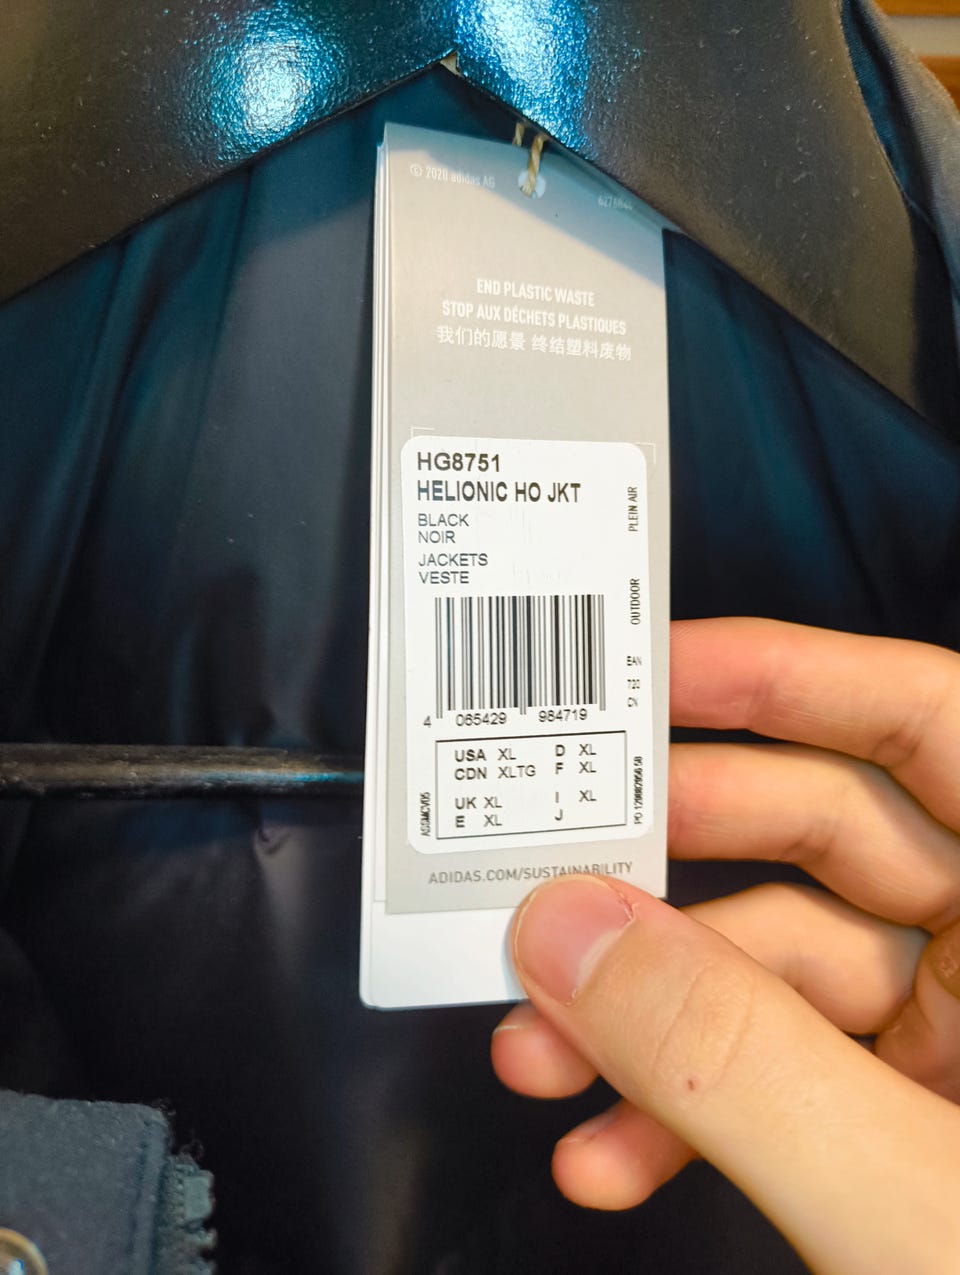 © 2020 adidas AG
END PLASTIC WASTE
STOP AUX DÉCHETS PLASTIQUES
我们的愿景 终结塑料废物
HG8751
HELIONIC HO JKT
BLACK
NOIR
JACKETS
VESTE
PLEIN AIR
OUTDOOR
EAN
720
CN
4 065429 984719
USA XL D XL
CDN XLTG F XL
UK XL I XL
E XL J
ADIDAS.COM/SUSTAINABILITY